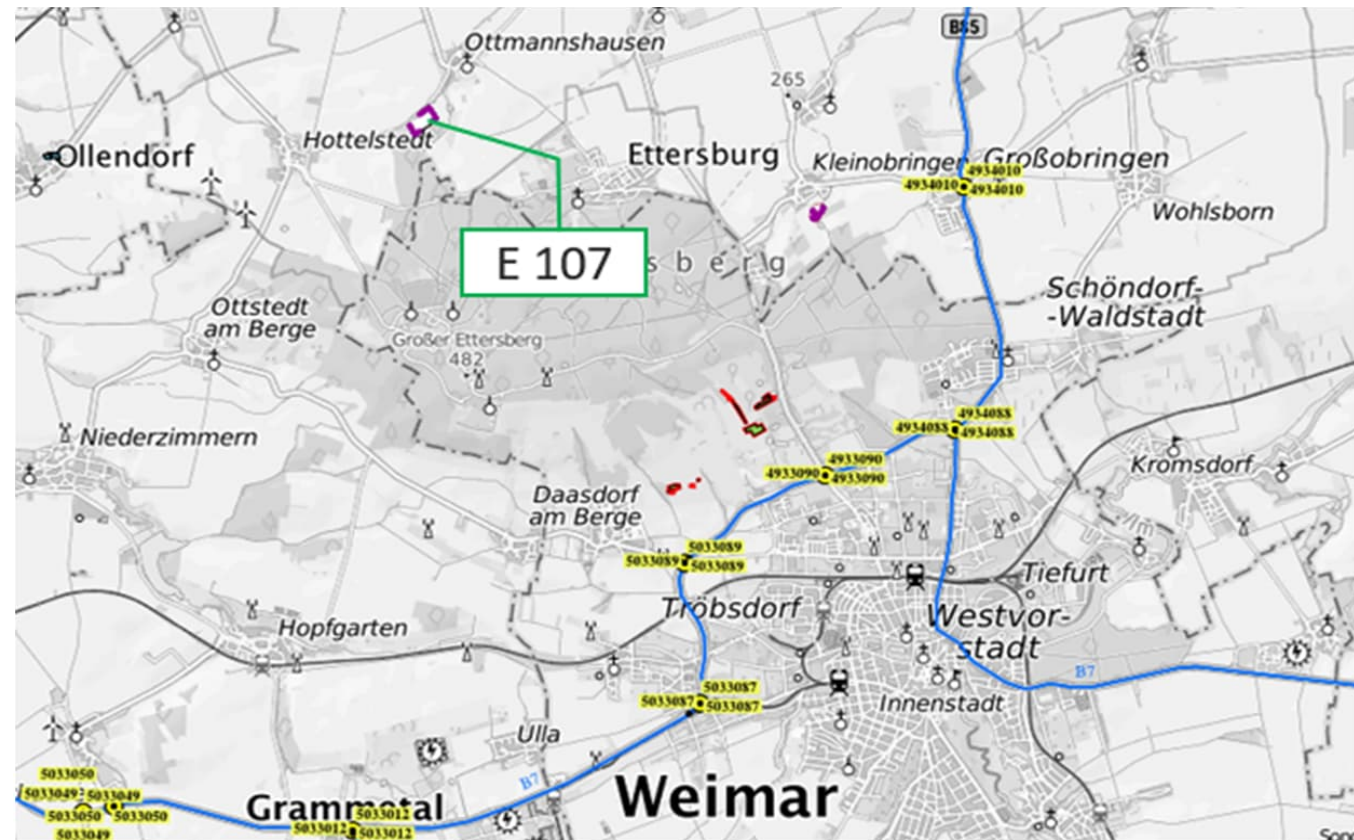 B85
Ottmannshausen
265
Hottelstedt
Ollendorf
Ettersburg
Kleinobringen
Großobringen
4934010
4934010
4934010
Wohlsborn
E 107
sberg
Schöndorf-
-Waldstadt
Ottstedt
am Berge
Großer Ettersberg
482
4934088
4934088
4934088
Niederzimmern
4933090
4933090
4933090
Kromsdorf
Daasdorf
am Berge
5033089
5033089
5033089
Tiefurt
Tröbsdorf
Westvor-
stadt
Hopfgarten
B7
5033087
5033087
5033087
Innenstadt
Ulla
B7
5033050
5033049
5033049
5033050
5033050
5033049
Weimar
Grammetal
5033012
5033012
5033012